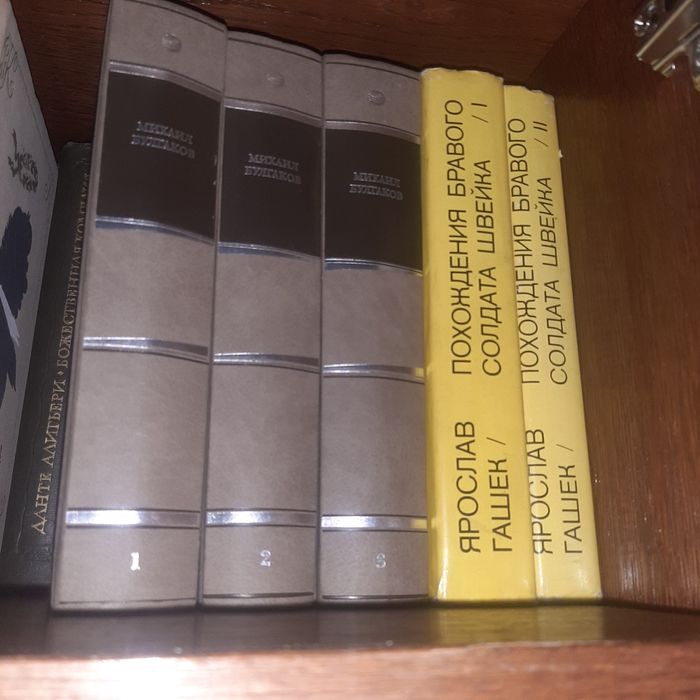 ДАНТЕ АЛИГЬЕРИ • БОЖЕСТВЕННАЯ КОМЕДИЯ
МИХАИЛ
БУЛГАКОВ
1
МИХАИЛ
БУЛГАКОВ
2
МИХАИЛ
БУЛГАКОВ
3
ЯРОСЛАВ ПОХОЖДЕНИЯ БРАВОГО
ГАШЕК / СОЛДАТА ШВЕЙКА / I
ЯРОСЛАВ ПОХОЖДЕНИЯ БРАВОГО
ГАШЕК / СОЛДАТА ШВЕЙКА / II